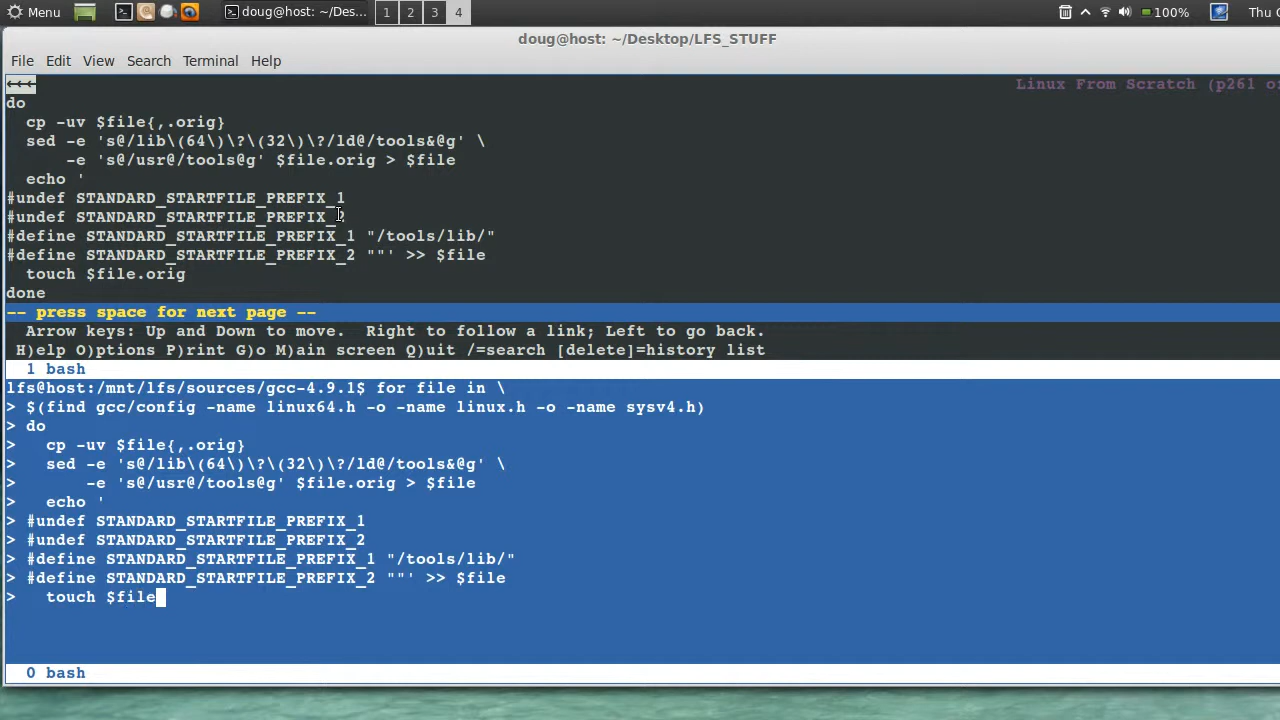 Menu doug@host: ~/Des... 1 2 3 4 100% Thu
doug@host: ~/Desktop/LFS_STUFF
File Edit View Search Terminal Help
←←← Linux From Scratch (p261 o
do
  cp -uv $file{,.orig}
  sed -e 's@/lib\(64\)\?\(32\)\?/ld@/tools&@g' \
      -e 's@/usr@/tools@g' $file.orig > $file
  echo '
#undef STANDARD_STARTFILE_PREFIX_1
#undef STANDARD_STARTFILE_PREFIX_2
#define STANDARD_STARTFILE_PREFIX_1 "/tools/lib/"
#define STANDARD_STARTFILE_PREFIX_2 ""' >> $file
  touch $file.orig
done
-- press space for next page --
  Arrow keys: Up and Down to move.  Right to follow a link; Left to go back.
 H)elp O)ptions P)rint G)o M)ain screen Q)uit /=search [delete]=history list
  1 bash
lfs@host:/mnt/lfs/sources/gcc-4.9.1$ for file in \
> $(find gcc/config -name linux64.h -o -name linux.h -o -name sysv4.h)
> do
>   cp -uv $file{,.orig}
>   sed -e 's@/lib\(64\)\?\(32\)\?/ld@/tools&@g' \
>       -e 's@/usr@/tools@g' $file.orig > $file
>   echo '
> #undef STANDARD_STARTFILE_PREFIX_1
> #undef STANDARD_STARTFILE_PREFIX_2
> #define STANDARD_STARTFILE_PREFIX_1 "/tools/lib/"
> #define STANDARD_STARTFILE_PREFIX_2 ""' >> $file
>   touch $file
  0 bash